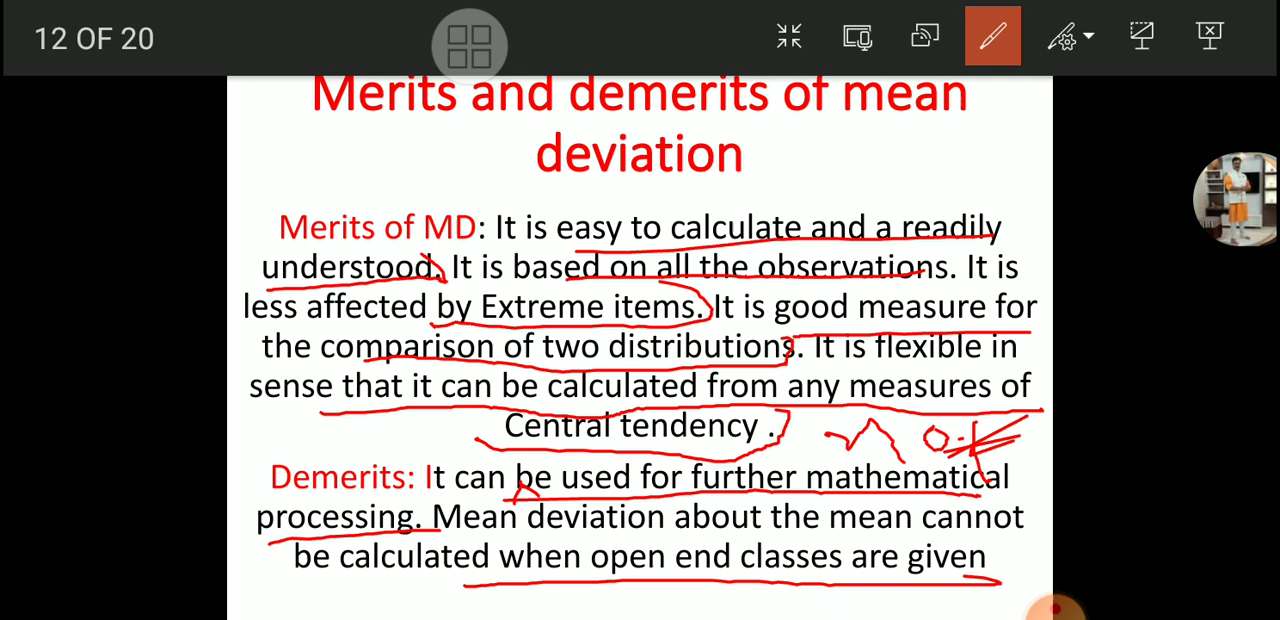 12 OF 20
Merits and demerits of mean
deviation
Merits of MD: It is easy to calculate and a readily
understood. It is based on all the observations. It is
less affected by Extreme items. It is good measure for
the comparison of two distributions. It is flexible in
sense that it can be calculated from any measures of
Central tendency .
Demerits: It can be used for further mathematical
processing. Mean deviation about the mean cannot
be calculated when open end classes are given